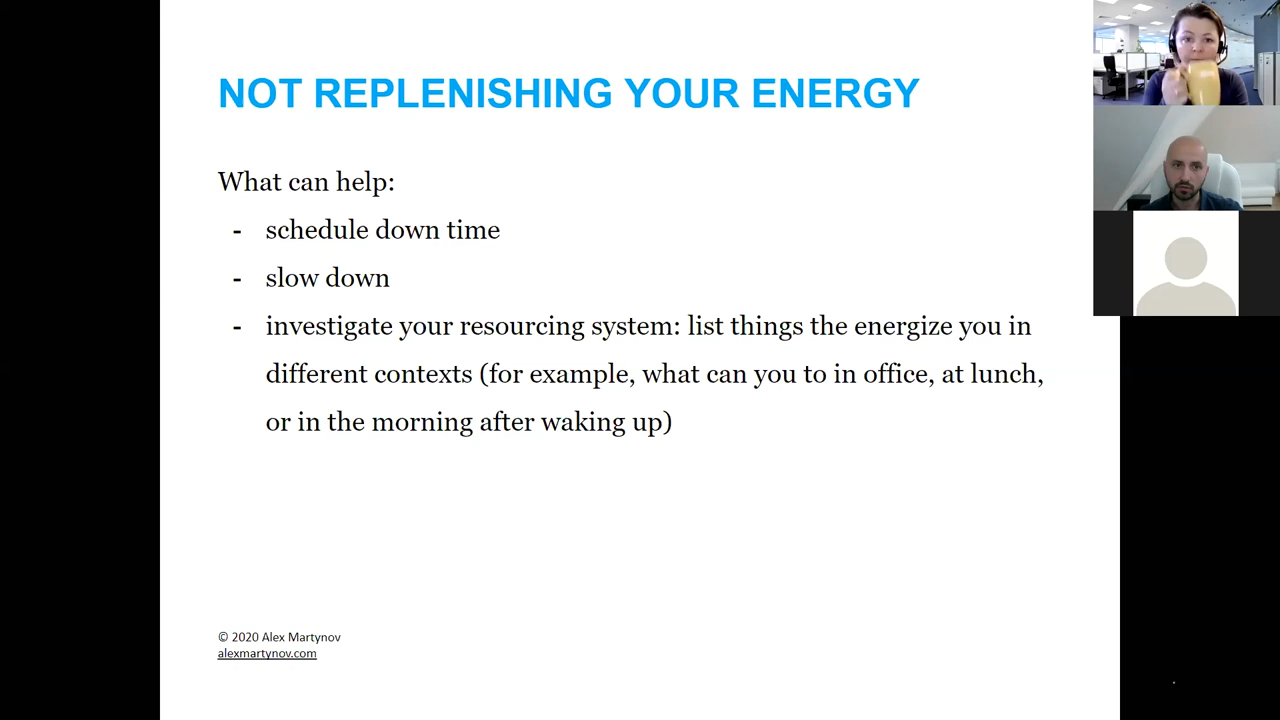 NOT REPLENISHING YOUR ENERGY
What can help:
- schedule down time
- slow down
- investigate your resourcing system: list things the energize you in
different contexts (for example, what can you to in office, at lunch,
or in the morning after waking up)
© 2020 Alex Martynov
alexmartynov.com